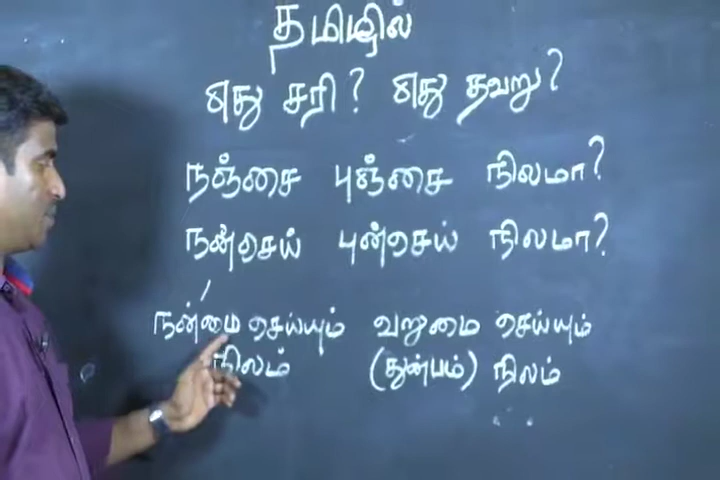 தமிழில்
எது சரி? எது தவறு?
நஞ்சை புஞ்சை நிலமா?
நன்செய் புன்செய் நிலமா?
நன்மை செய்யும் வறுமை செய்யும்
நிலம் (துன்பம்) நிலம்